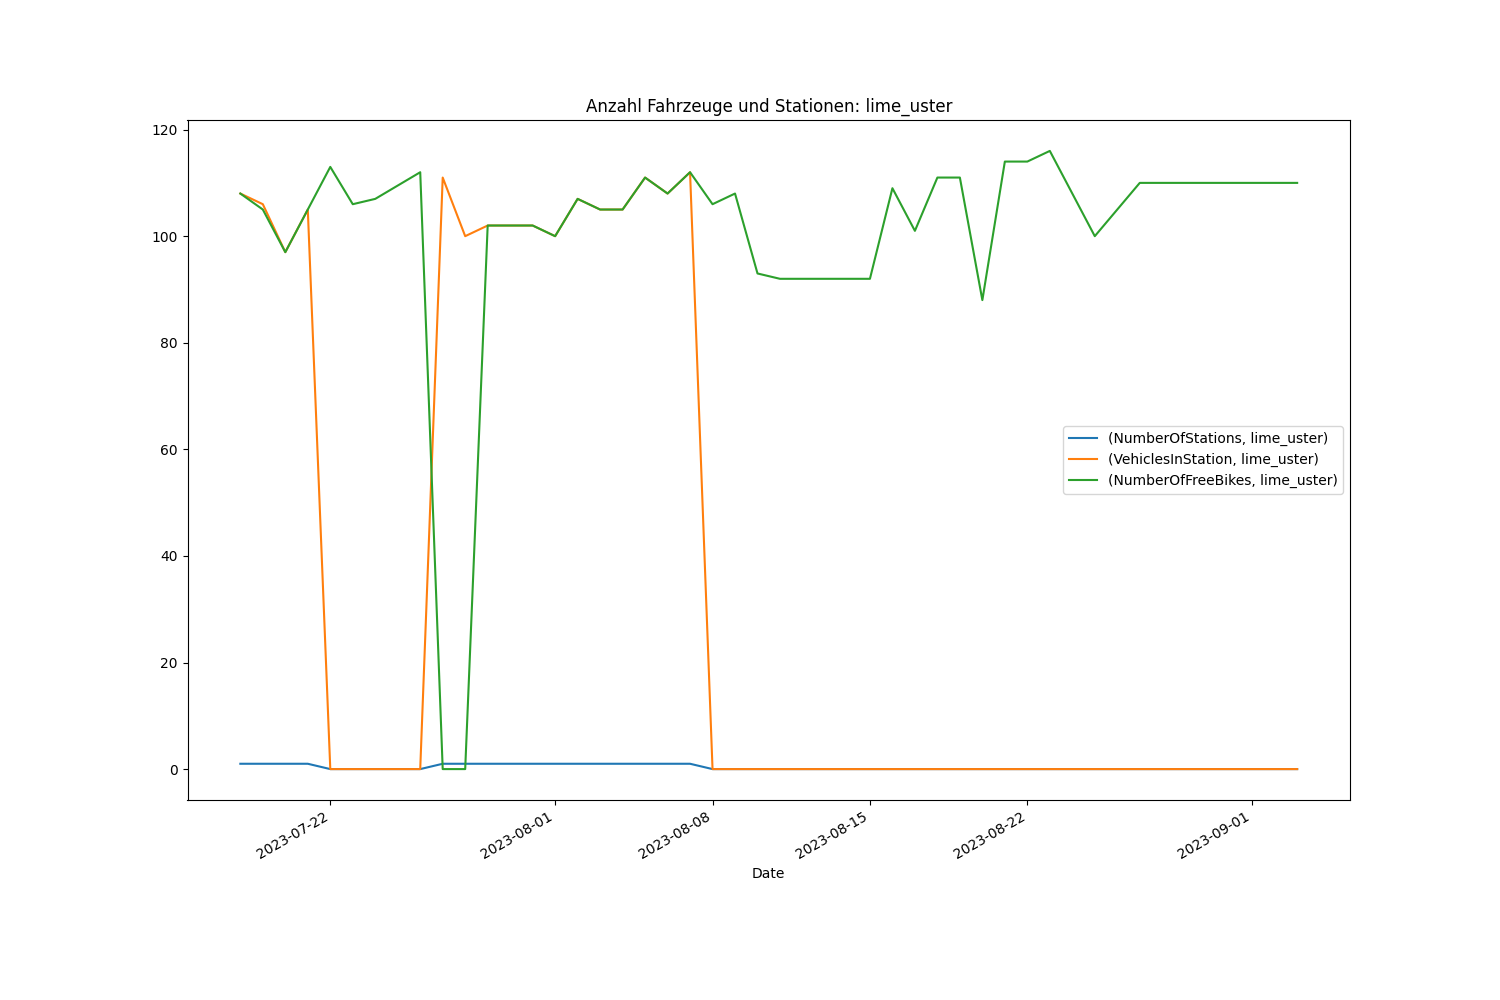 Anzahl Fahrzeuge und Stationen: lime_uster
120
100
80
60
40
20
0
(NumberOfStations, lime_uster)
(VehiclesInStation, lime_uster)
(NumberOfFreeBikes, lime_uster)
2023-07-22
2023-08-01
2023-08-08
2023-08-15
2023-08-22
2023-09-01
Date